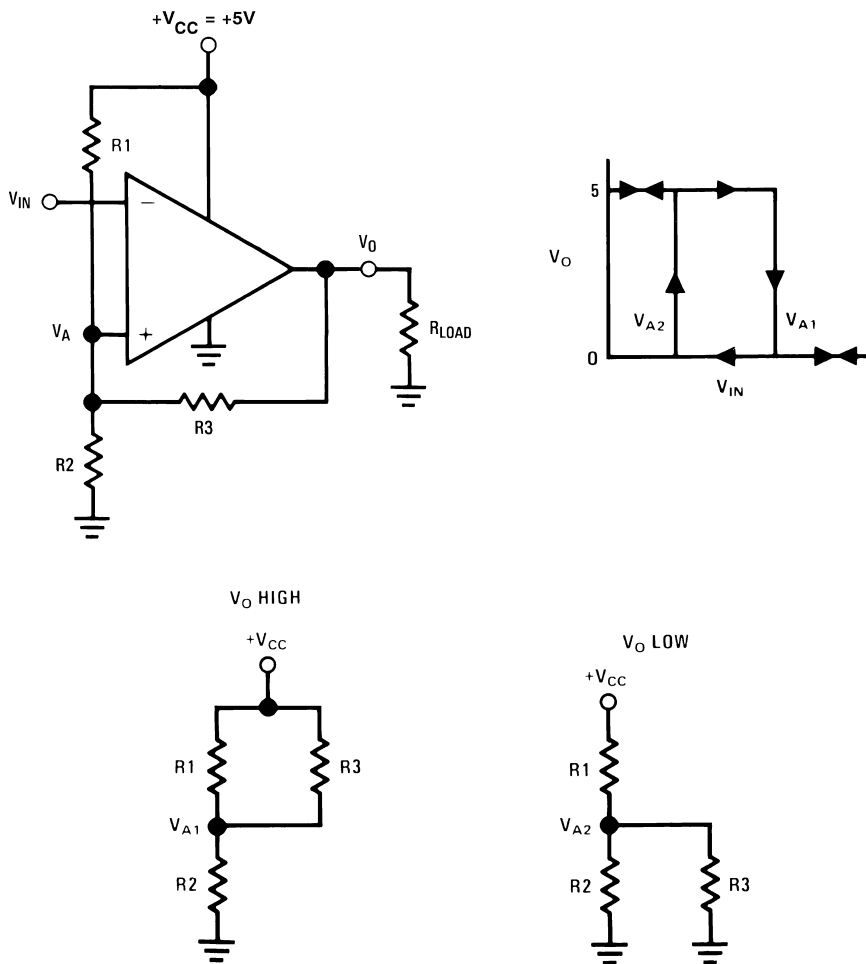 +VCC = +5V
R1
VIN
−
VO
VA
+
RLOAD
R3
R2
5
VO
VA2
VA1
0
VIN
VO HIGH
+VCC
R1
R3
VA1
R2
VO LOW
+VCC
R1
VA2
R2
R3